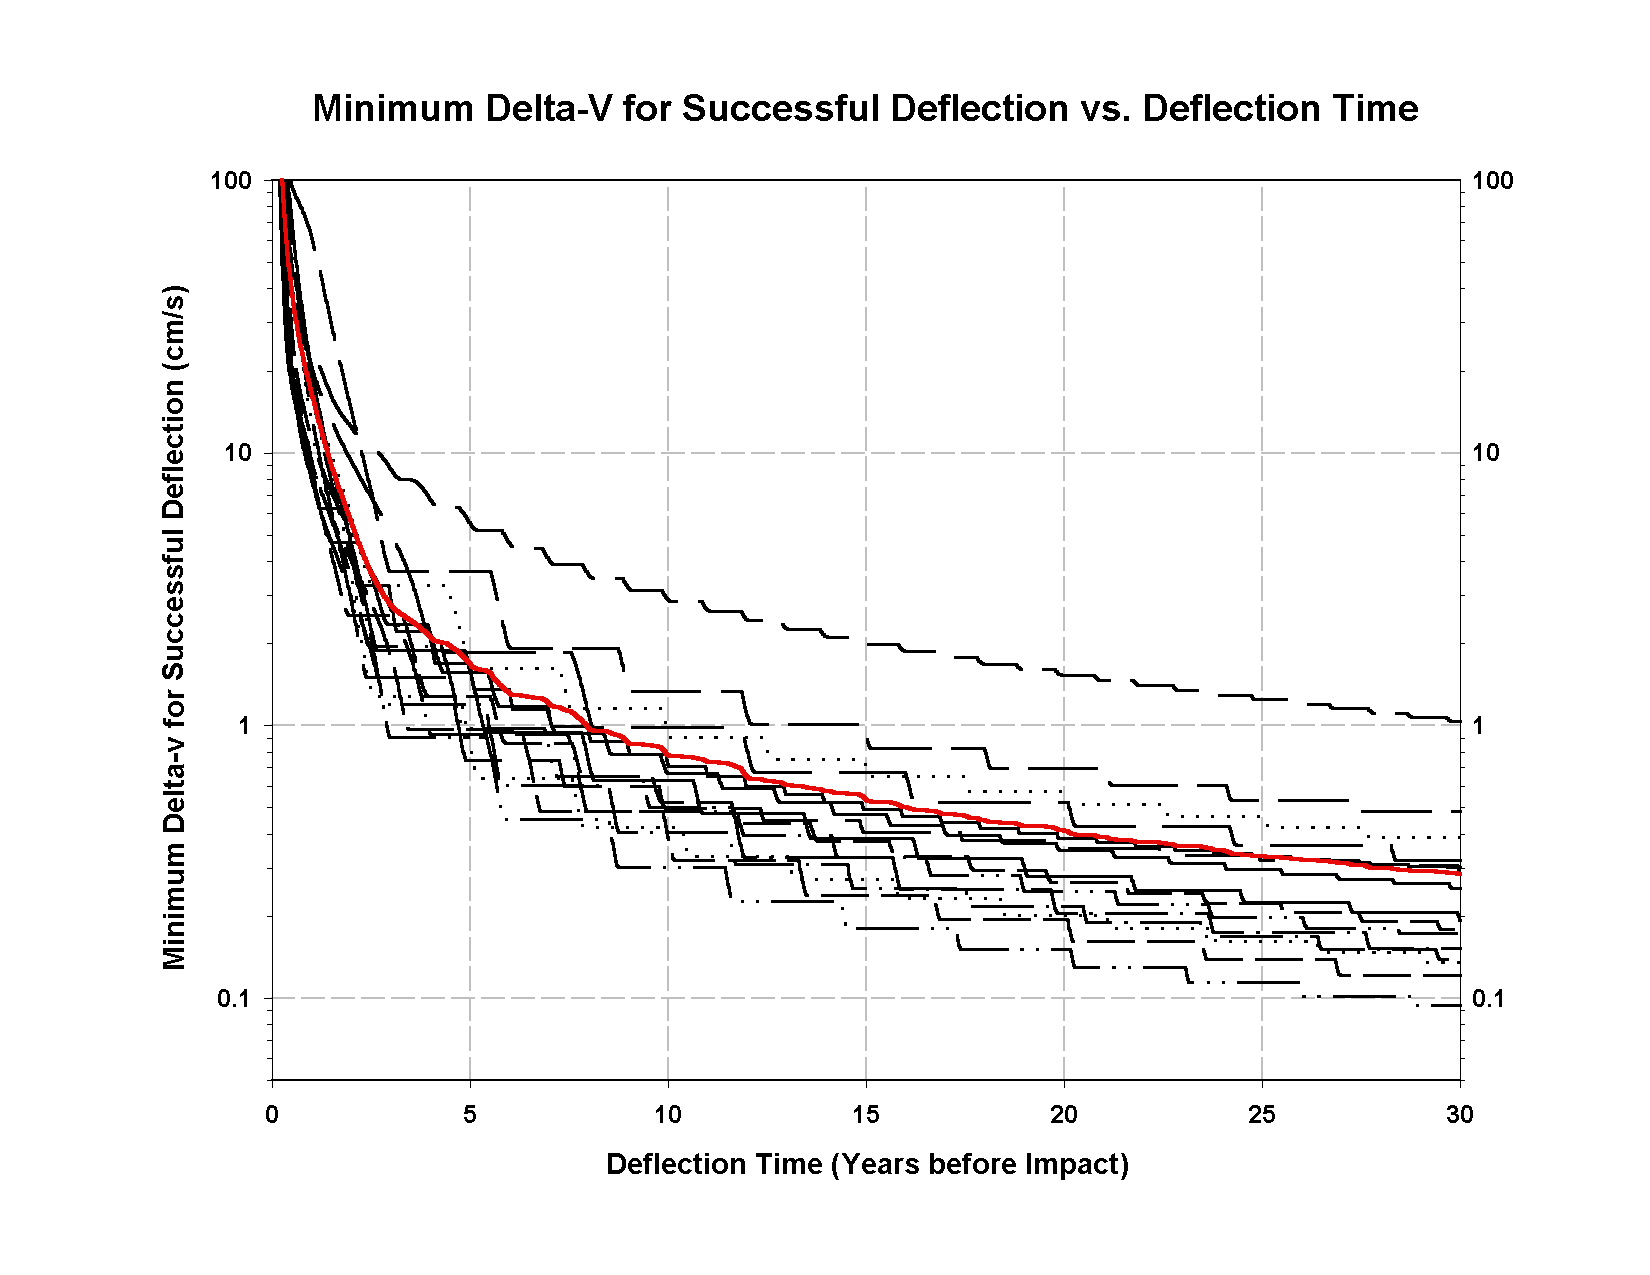 Minimum Delta-V for Successful Deflection vs. Deflection Time
100
10
1
0.1
Minimum Delta-v for Successful Deflection (cm/s)
100
10
1
0.1
0 5 10 15 20 25 30
Deflection Time (Years before Impact)